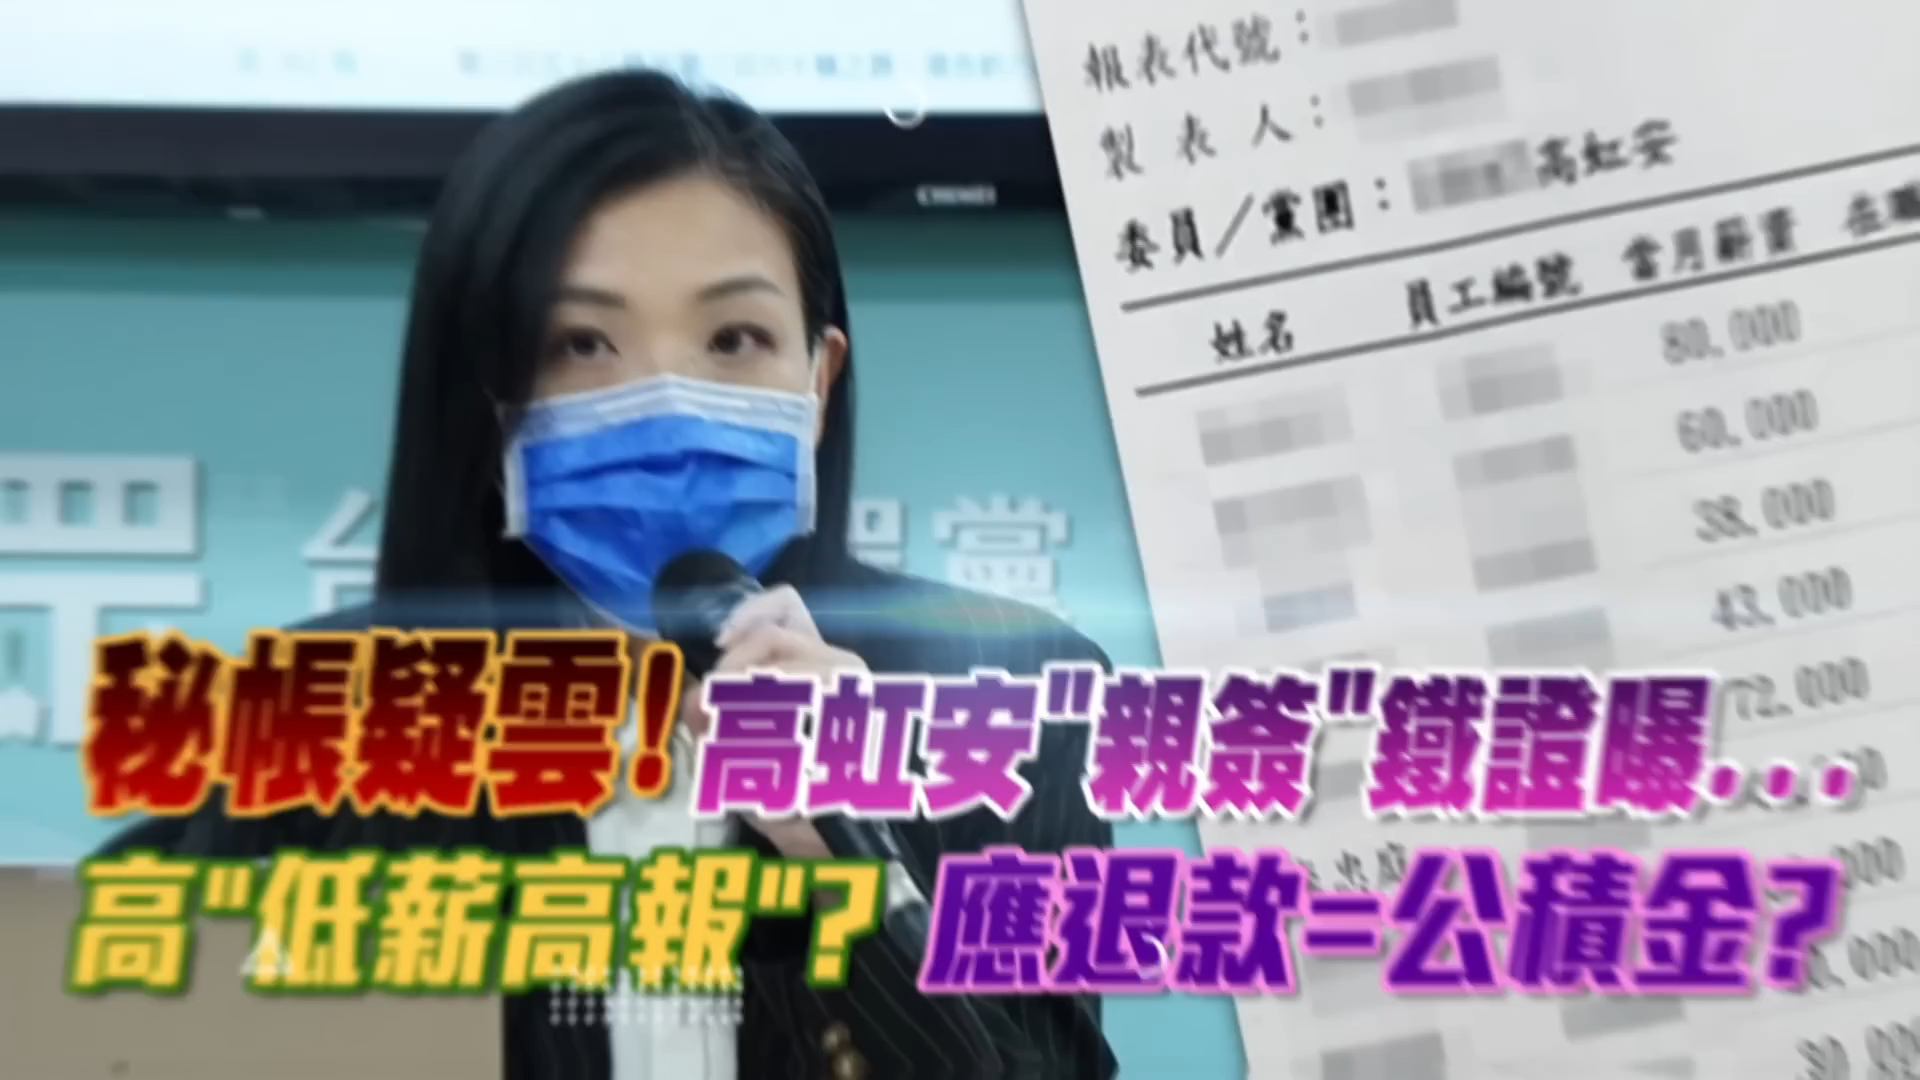 報表代號：
製 表 人：
委員／黨團： 高虹安
姓名 員工編號 當月薪資 在職
80,000
60,000
38,000
43,000
72,000
秘帳疑雲！高虹安"親簽"鐵證曝...
高"低薪高報"？ 應退款=公積金？